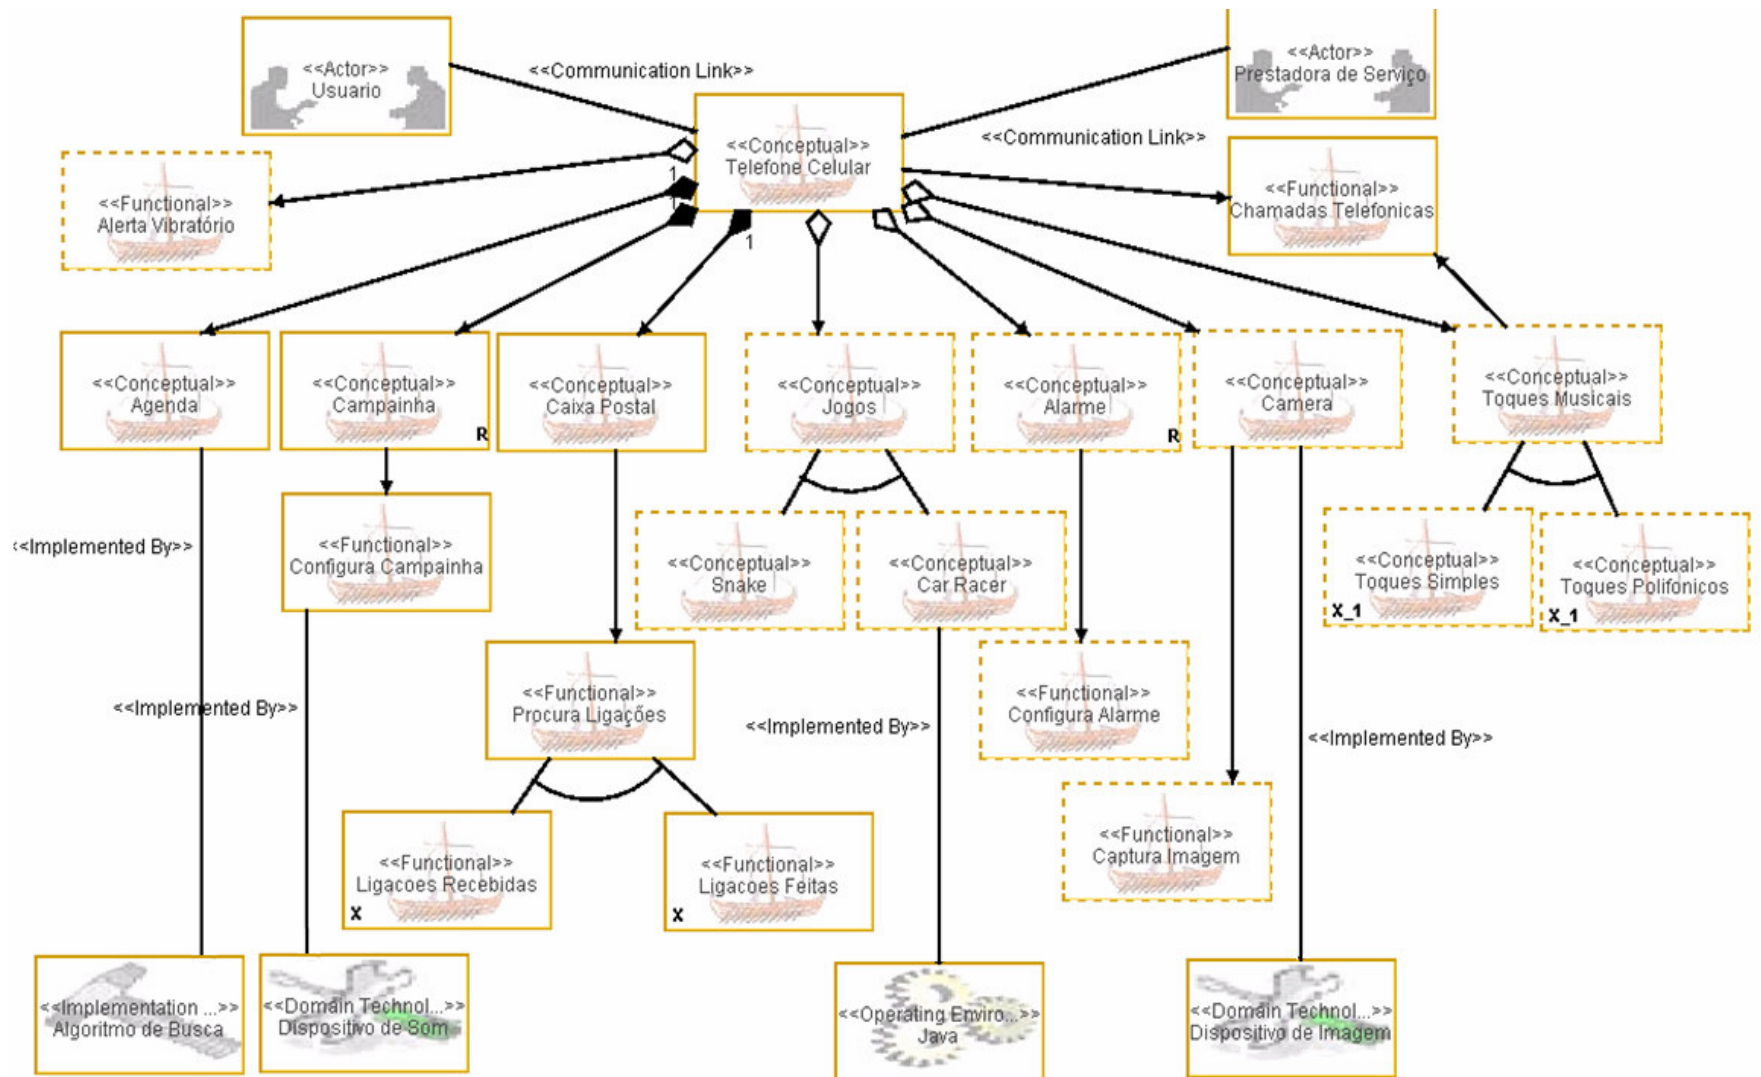 <<Actor>>
Usuario
<<Communication Link>>
<<Actor>>
Prestadora de Serviço
<<Conceptual>>
Telefone Celular
<<Communication Link>>
<<Functional>>
Alerta Vibratório
1
1
1
<<Functional>>
Chamadas Telefonicas
<<Conceptual>>
Agenda
<<Conceptual>>
Campainha
R
<<Conceptual>>
Caixa Postal
<<Conceptual>>
Jogos
<<Conceptual>>
Alarme
R
<<Conceptual>>
Camera
<<Conceptual>>
Toques Musicais
<<Implemented By>>
<<Functional>>
Configura Campainha
<<Conceptual>>
Snake
<<Conceptual>>
Car Racer
<<Conceptual>>
Toques Simples
X_1
<<Conceptual>>
Toques Polifônicos
X_1
<<Implemented By>>
<<Functional>>
Procura Ligações
<<Implemented By>>
<<Functional>>
Configura Alarme
<<Implemented By>>
<<Functional>>
Captura Imagem
<<Functional>>
Ligacoes Recebidas
X
<<Functional>>
Ligacoes Feitas
X
<<Implementation ...>>
Algoritmo de Busca
<<Domain Technol...>>
Dispositivo de Som
<<Operating Enviro...>>
Java
<<Domain Technol...>>
Dispositivo de Imagem